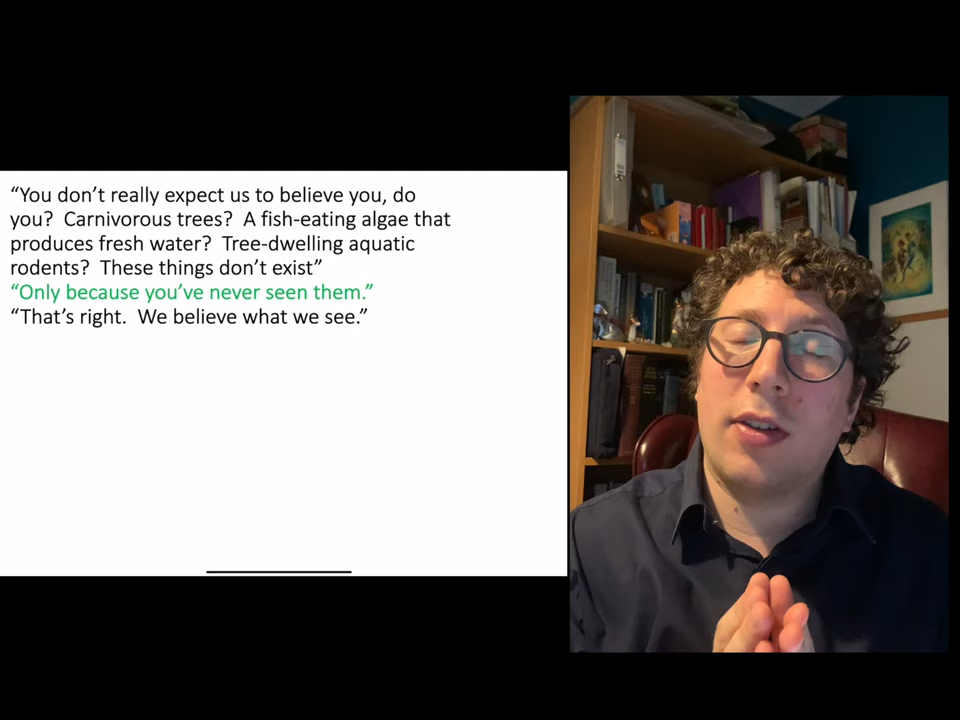 “You don’t really expect us to believe you, do
you?  Carnivorous trees?  A fish-eating algae that
produces fresh water?  Tree-dwelling aquatic
rodents?  These things don’t exist”
“Only because you’ve never seen them.”
“That’s right.  We believe what we see.”